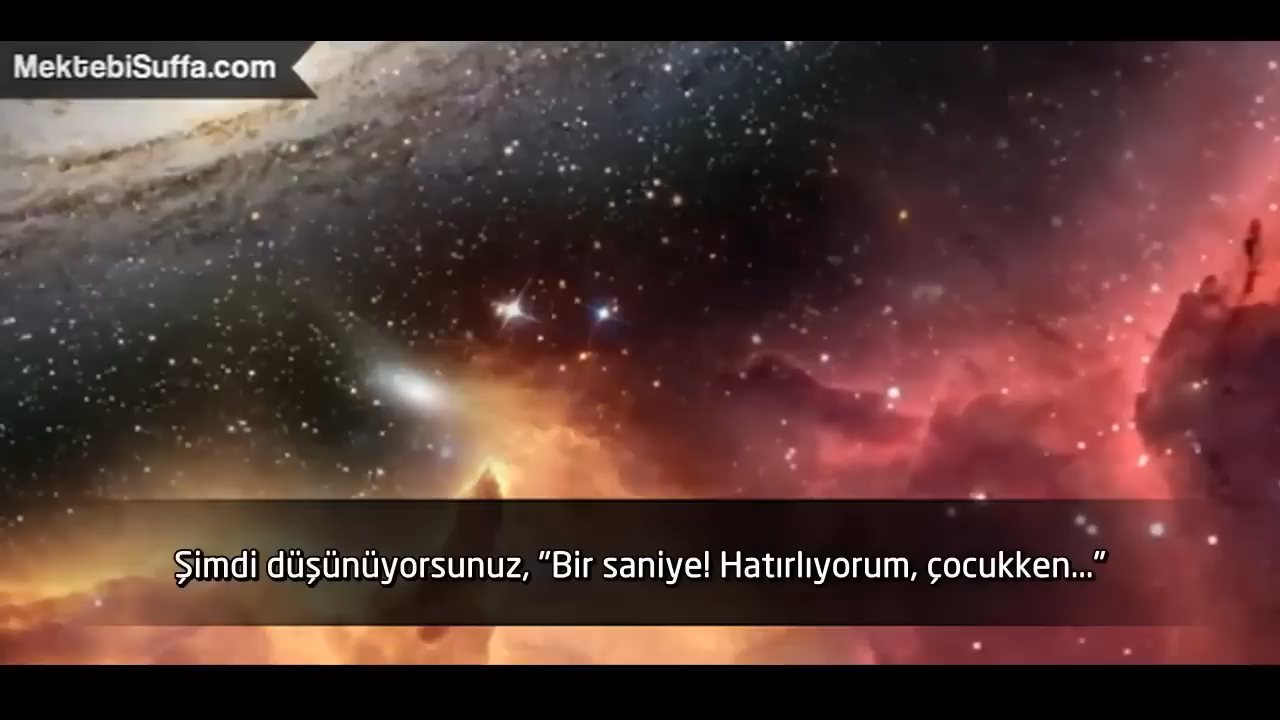 MektebiSuffa.com
Şimdi düşünüyorsunuz, "Bir saniye! Hatırlıyorum, çocukken..."